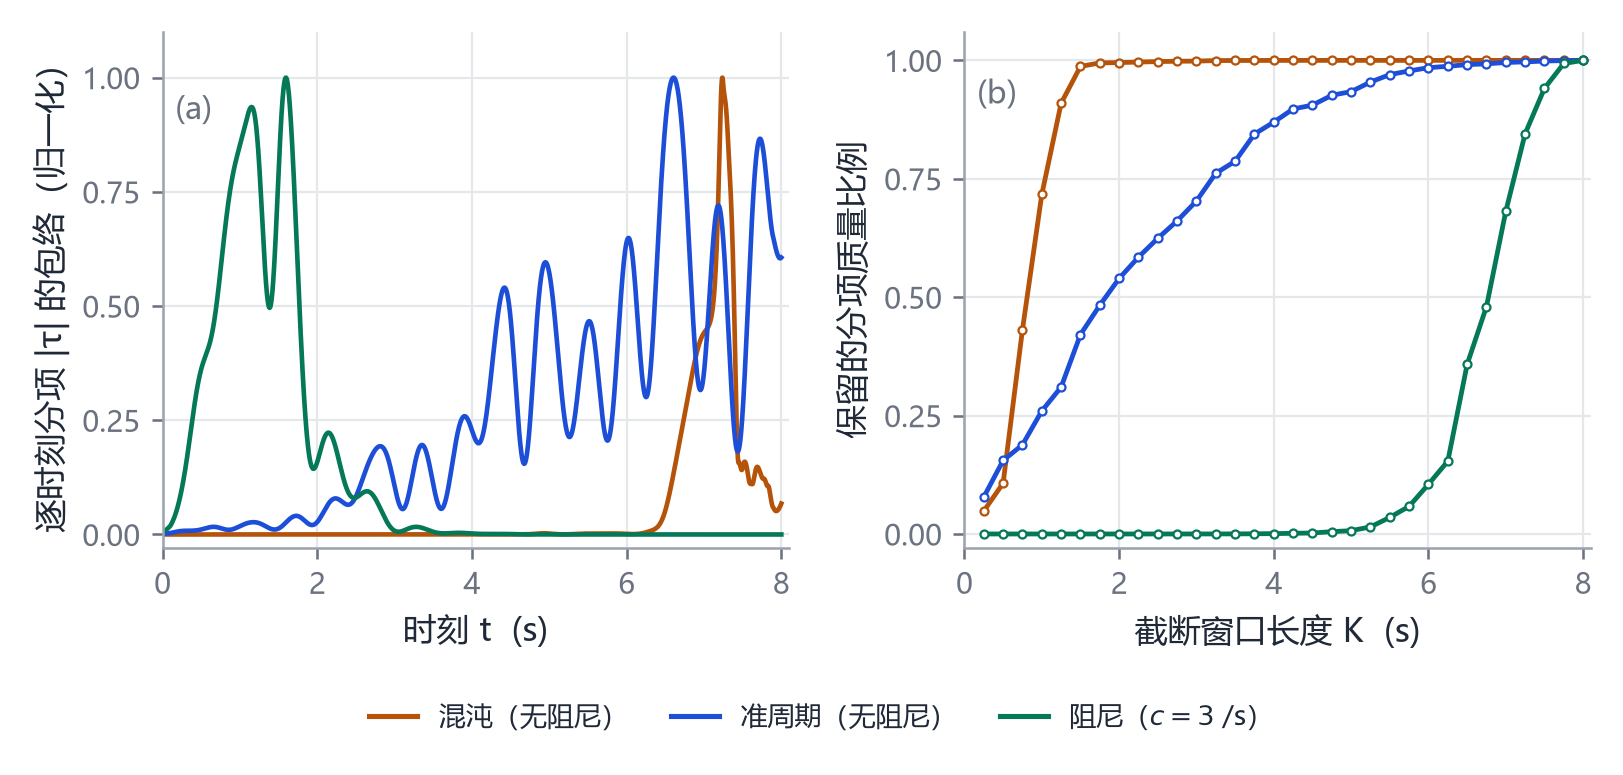 逐时刻分项 |τ| 的包络（归一化）
1.00
0.75
0.50
0.25
0.00
(a)
0 2 4 6 8
时刻 t （s）
保留的分项质量比例
1.00
0.75
0.50
0.25
0.00
(b)
0 2 4 6 8
截断窗口长度 K （s）
混沌（无阻尼） 准周期（无阻尼） 阻尼（c = 3 /s）